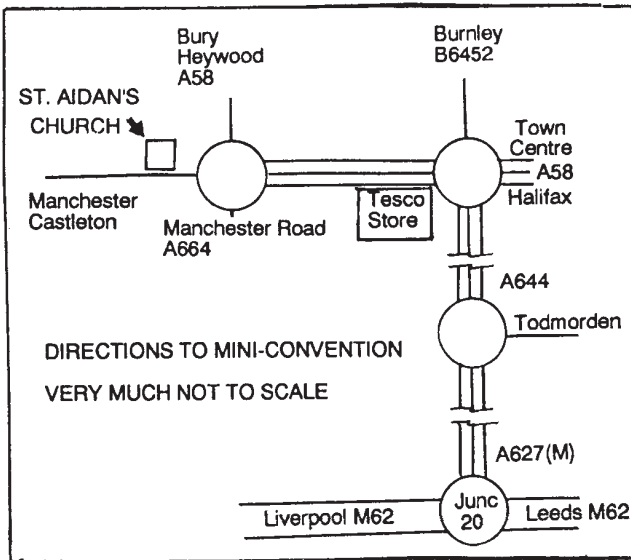 Bury
Heywood
A58
Burnley
B6452
ST. AIDAN'S
CHURCH
Town
Centre
A58
Halifax
Manchester
Castleton
Manchester Road
A664
Tesco
Store
A644
Todmorden
DIRECTIONS TO MINI-CONVENTION
VERY MUCH NOT TO SCALE
A627(M)
Liverpool M62
Junc
20
Leeds M62